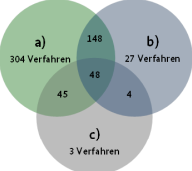 a)
304 Verfahren
148
b)
27 Verfahren
48
45
4
c)
3 Verfahren